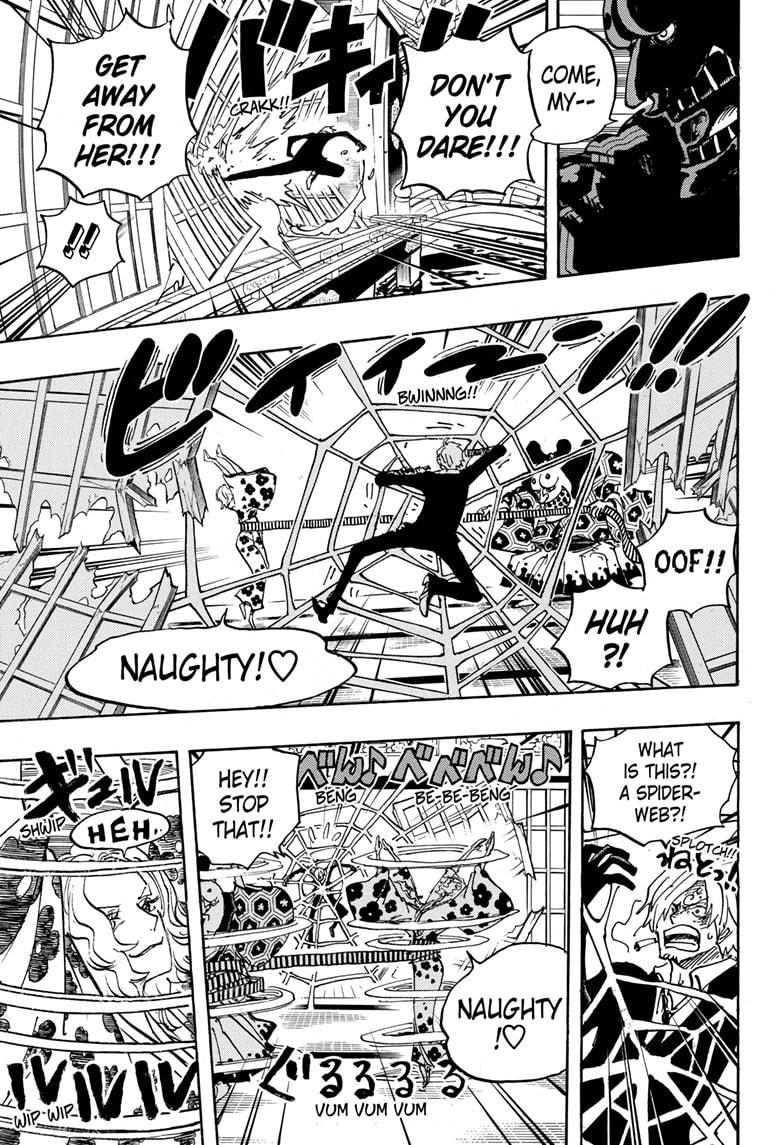 COME,
MY--
DON'T
YOU
DARE!!!
バキィ
CRAKK!!
GET
AWAY
FROM
HER!!!
!!
ビィィーン!!!
BWINNNG!!
OOF!!
HUH
?!
NAUGHTY!♡
WHAT
IS THIS?!
A SPIDER-
WEB?!
SPLOTCH!!
ねとっ!!
べん♪ べべべん♪
BENG
BE-BE-BENG
HEY!!
STOP
THAT!!
NAUGHTY
!♡
ぐるるるる
VUM VUM VUM
ギュル
SHWIP
HEH..
ルルルル
WIP-WIP